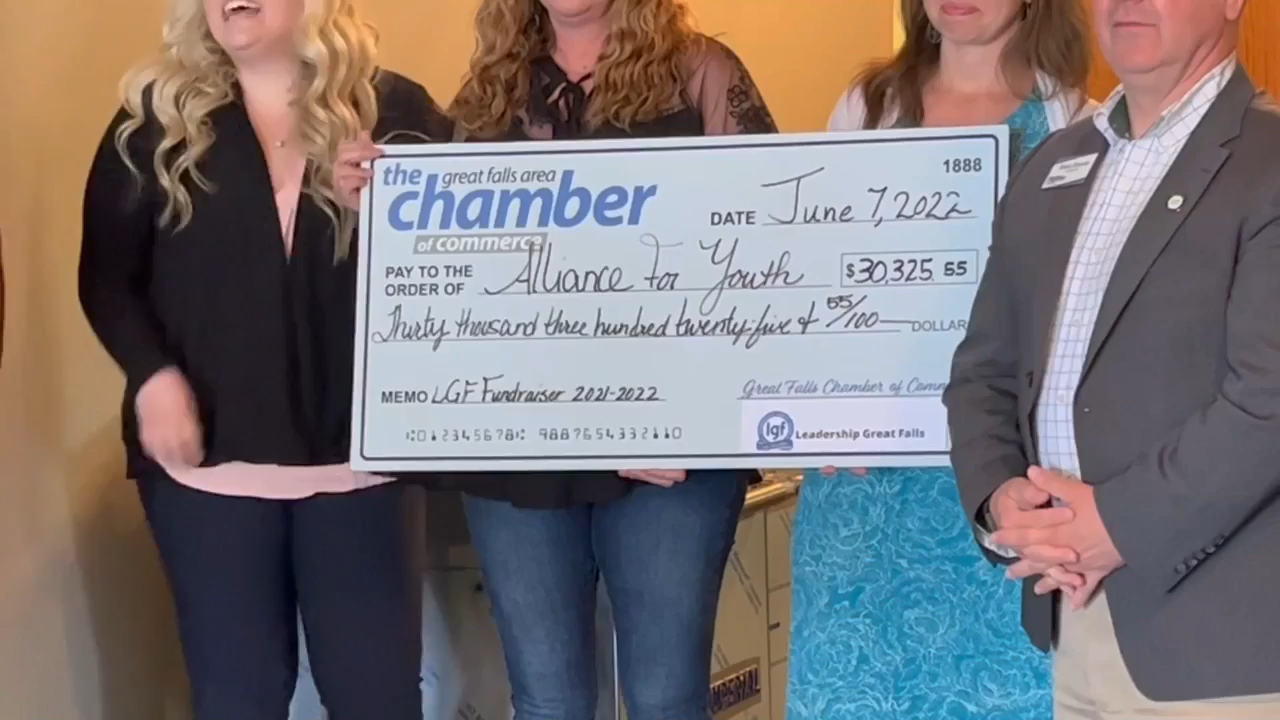 the great falls area
chamber
of commerce
1888
DATE June 7, 2022
PAY TO THE
ORDER OF Alliance For Youth $30,325.55
Thirty thousand three hundred twenty-five & 55/100 DOLLAR
MEMO LGF Fundraiser 2021-2022
Great Falls Chamber of Comm
lgf Leadership Great Falls
⑆012345678⑆ 9887654332110
IMPERIAL